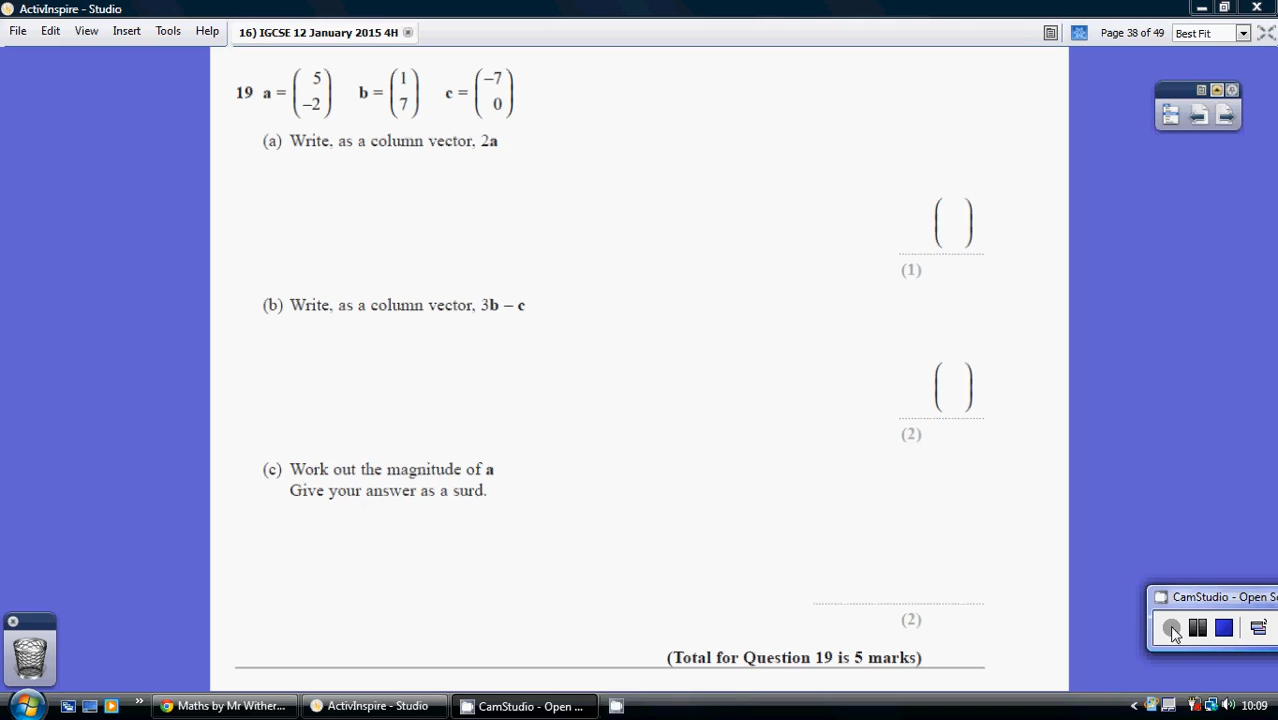 ActivInspire - Studio
File Edit View Insert Tools Help
16) IGCSE 12 January 2015 4H
Page 38 of 49
Best Fit
19 a = ( 5 −2 ) b = ( 1 7 ) c = ( −7 0 )
(a) Write, as a column vector, 2a
( )
(1)
(b) Write, as a column vector, 3b − c
( )
(2)
(c) Work out the magnitude of a
Give your answer as a surd.
(2)
(Total for Question 19 is 5 marks)
CamStudio - Open So
Maths by Mr Wither...
ActivInspire - Studio
CamStudio - Open ...
10:09